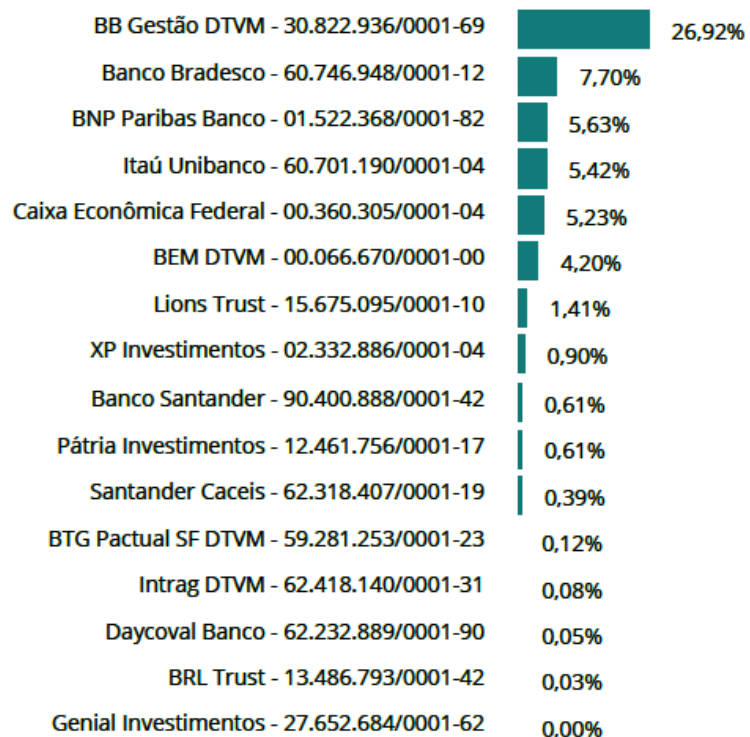 BB Gestão DTVM - 30.822.936/0001-69 26,92%
Banco Bradesco - 60.746.948/0001-12 7,70%
BNP Paribas Banco - 01.522.368/0001-82 5,63%
Itaú Unibanco - 60.701.190/0001-04 5,42%
Caixa Econômica Federal - 00.360.305/0001-04 5,23%
BEM DTVM - 00.066.670/0001-00 4,20%
Lions Trust - 15.675.095/0001-10 1,41%
XP Investimentos - 02.332.886/0001-04 0,90%
Banco Santander - 90.400.888/0001-42 0,61%
Pátria Investimentos - 12.461.756/0001-17 0,61%
Santander Caceis - 62.318.407/0001-19 0,39%
BTG Pactual SF DTVM - 59.281.253/0001-23 0,12%
Intrag DTVM - 62.418.140/0001-31 0,08%
Daycoval Banco - 62.232.889/0001-90 0,05%
BRL Trust - 13.486.793/0001-42 0,03%
Genial Investimentos - 27.652.684/0001-62 0,00%